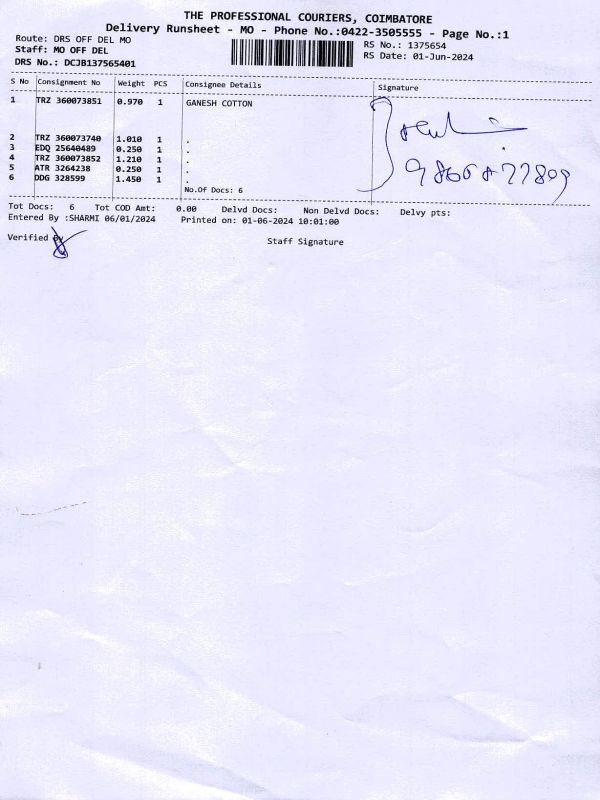 THE PROFESSIONAL COURIERS, COIMBATORE
Delivery Runsheet - MO - Phone No.:0422-3505555 - Page No.:1
Route: DRS OFF DEL MO
RS No.: 1375654
Staff: MO OFF DEL
RS Date: 01-Jun-2024
DRS No.: DCJB137565401
S No Consignment No Weight PCS Consignee Details Signature
1 TRZ 360073851 0.970 1 GANESH COTTON
2 TRZ 360073740 1.010 1 .
3 EDQ 25640489 0.250 1 .
4 TRZ 360073852 1.210 1 .
5 ATR 3264238 0.250 1 .
6 DDG 328599 1.450 1 .
No.Of Docs: 6
Tot Docs: 6 Tot COD Amt: 0.00 Delvd Docs: Non Delvd Docs: Delvy pts:
Entered By :SHARMI 06/01/2024 Printed on: 01-06-2024 10:01:00
Verified By
Staff Signature